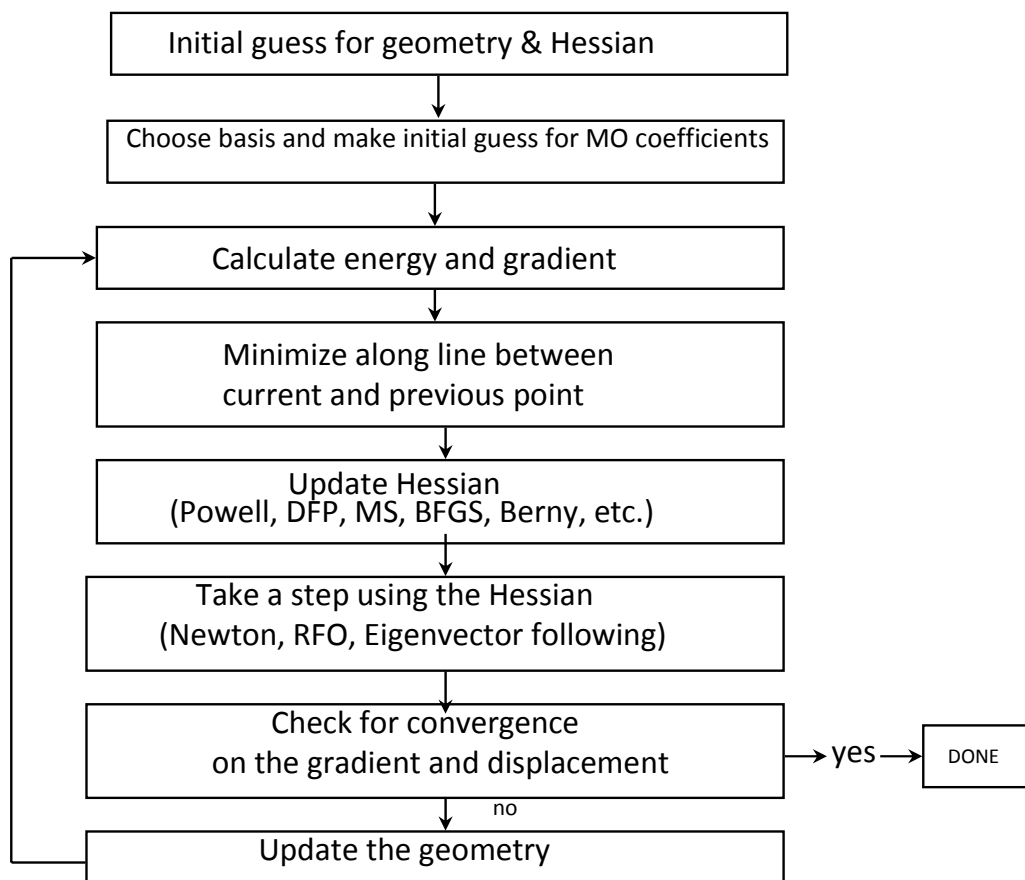 Initial guess for geometry & Hessian
Choose basis and make initial guess for MO coefficients
Calculate energy and gradient
Minimize along line between
current and previous point
Update Hessian
(Powell, DFP, MS, BFGS, Berny, etc.)
Take a step using the Hessian
(Newton, RFO, Eigenvector following)
Check for convergence
on the gradient and displacement
yes
DONE
no
Update the geometry